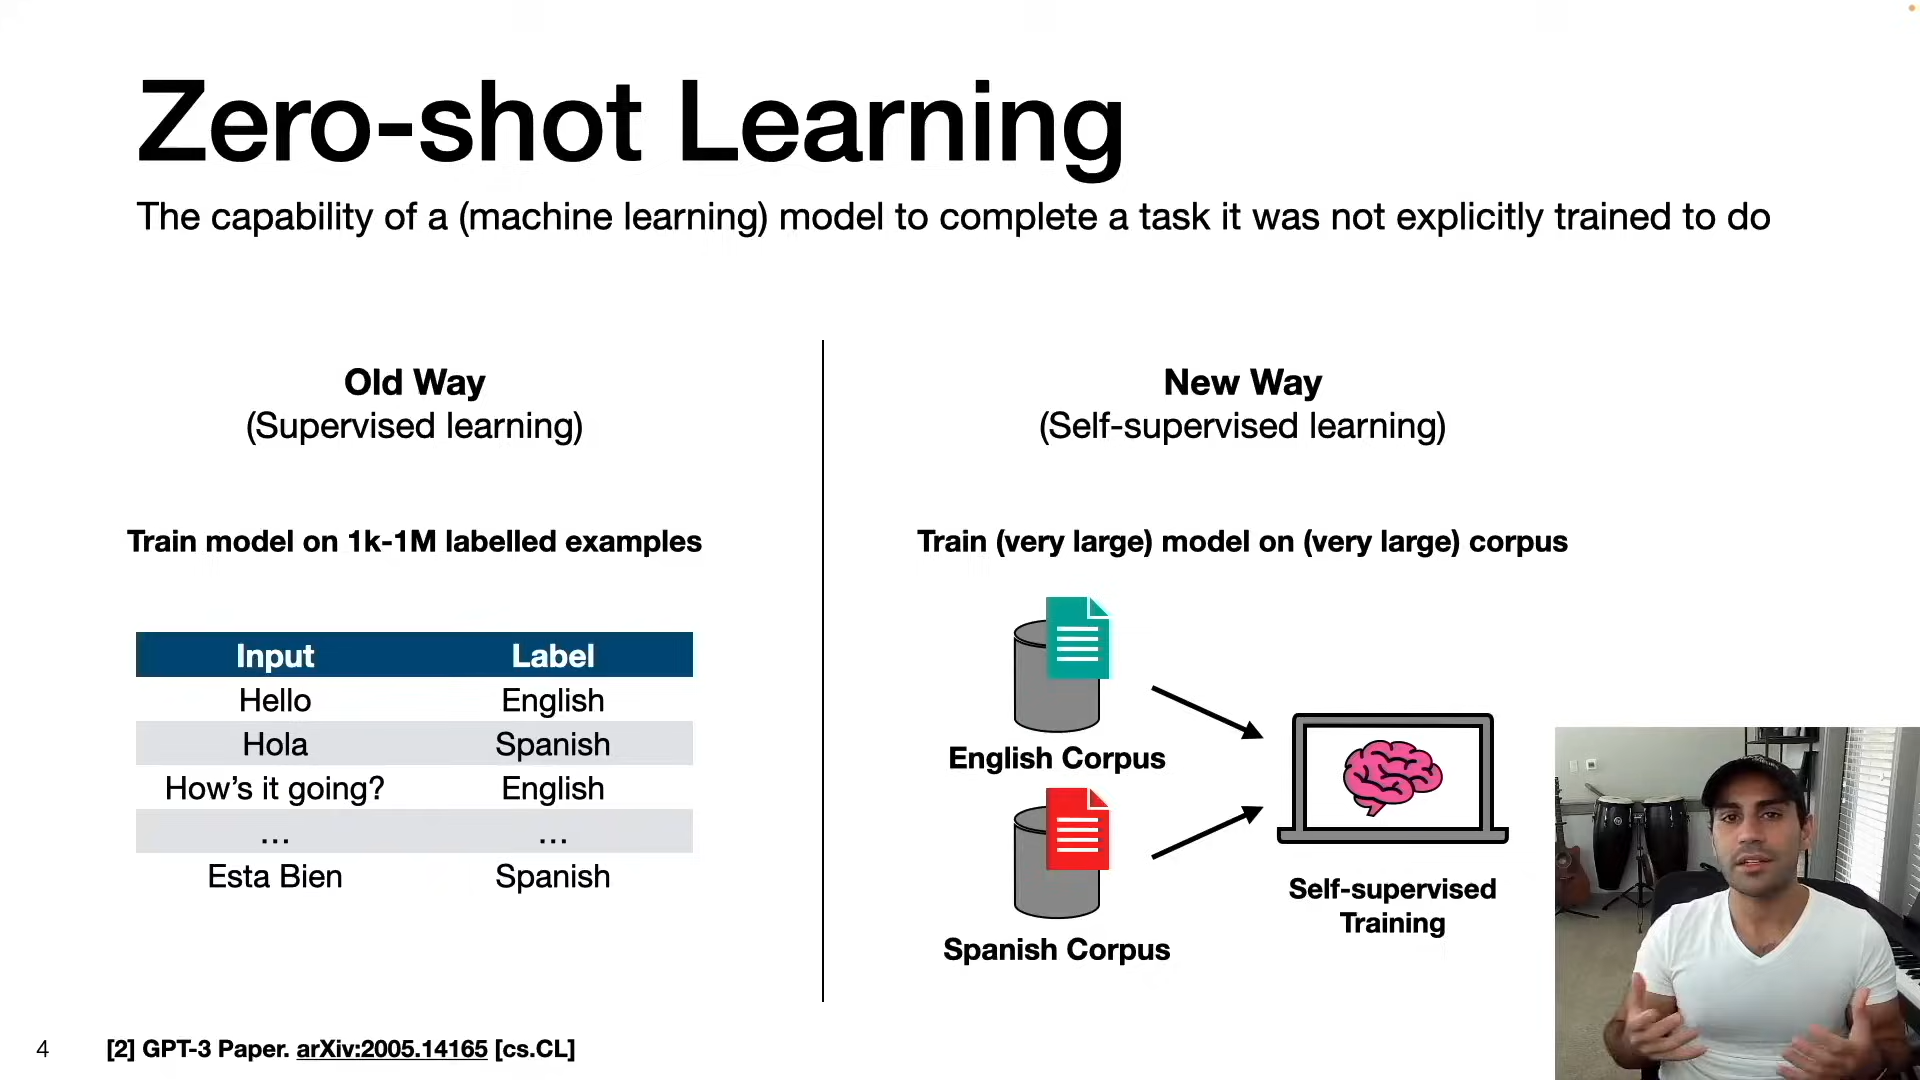 Zero-shot Learning
The capability of a (machine learning) model to complete a task it was not explicitly trained to do
Old Way
(Supervised learning)
Train model on 1k-1M labelled examples
Input Label
Hello English
Hola Spanish
How’s it going? English
… …
Esta Bien Spanish
New Way
(Self-supervised learning)
Train (very large) model on (very large) corpus
English Corpus
Spanish Corpus
Self-supervised
Training
4 [2] GPT-3 Paper. arXiv:2005.14165 [cs.CL]